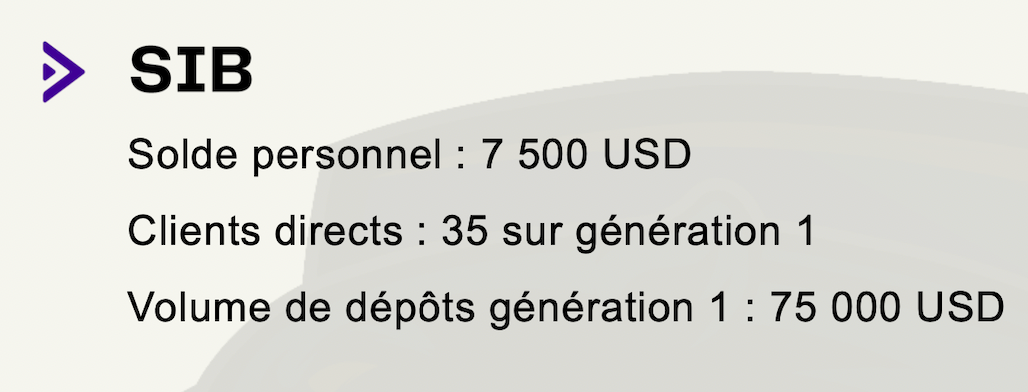 SIB
Solde personnel : 7 500 USD
Clients directs : 35 sur génération 1
Volume de dépôts génération 1 : 75 000 USD